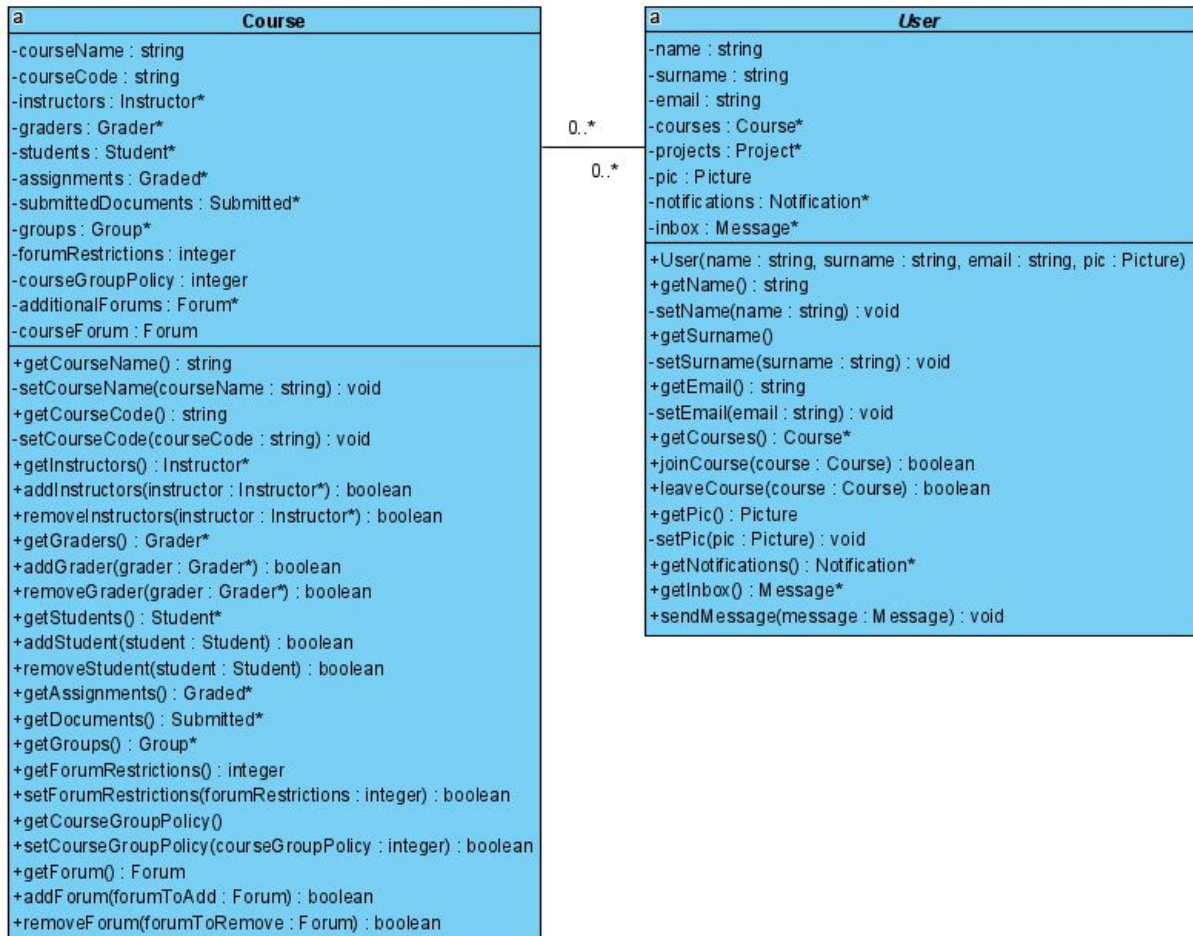 a
Course
-courseName : string
-courseCode : string
-instructors : Instructor*
-graders : Grader*
-students : Student*
-assignments : Graded*
-submittedDocuments : Submitted*
-groups : Group*
-forumRestrictions : integer
-courseGroupPolicy : integer
-additionalForums : Forum*
-courseForum : Forum
+getCourseName() : string
-setCourseName(courseName : string) : void
+getCourseCode() : string
-setCourseCode(courseCode : string) : void
+getInstructors() : Instructor*
+addInstructors(instructor : Instructor*) : boolean
+removeInstructors(instructor : Instructor*) : boolean
+getGraders() : Grader*
+addGrader(grader : Grader*) : boolean
+removeGrader(grader : Grader*) : boolean
+getStudents() : Student*
+addStudent(student : Student) : boolean
+removeStudent(student : Student) : boolean
+getAssignments() : Graded*
+getDocuments() : Submitted*
+getGroups() : Group*
+getForumRestrictions() : integer
+setForumRestrictions(forumRestrictions : integer) : boolean
+getCourseGroupPolicy()
+setCourseGroupPolicy(courseGroupPolicy : integer) : boolean
+getForum() : Forum
+addForum(forumToAdd : Forum) : boolean
+removeForum(forumToRemove : Forum) : boolean
0..*
0..*
a
User
-name : string
-surname : string
-email : string
-courses : Course*
-projects : Project*
-pic : Picture
-notifications : Notification*
-inbox : Message*
+User(name : string, surname : string, email : string, pic : Picture)
+getName() : string
-setName(name : string) : void
+getSurname()
-setSurname(surname : string) : void
+getEmail() : string
-setEmail(email : string) : void
+getCourses() : Course*
+joinCourse(course : Course) : boolean
+leaveCourse(course : Course) : boolean
+getPic() : Picture
-setPic(pic : Picture) : void
+getNotifications() : Notification*
+getInbox() : Message*
+sendMessage(message : Message) : void